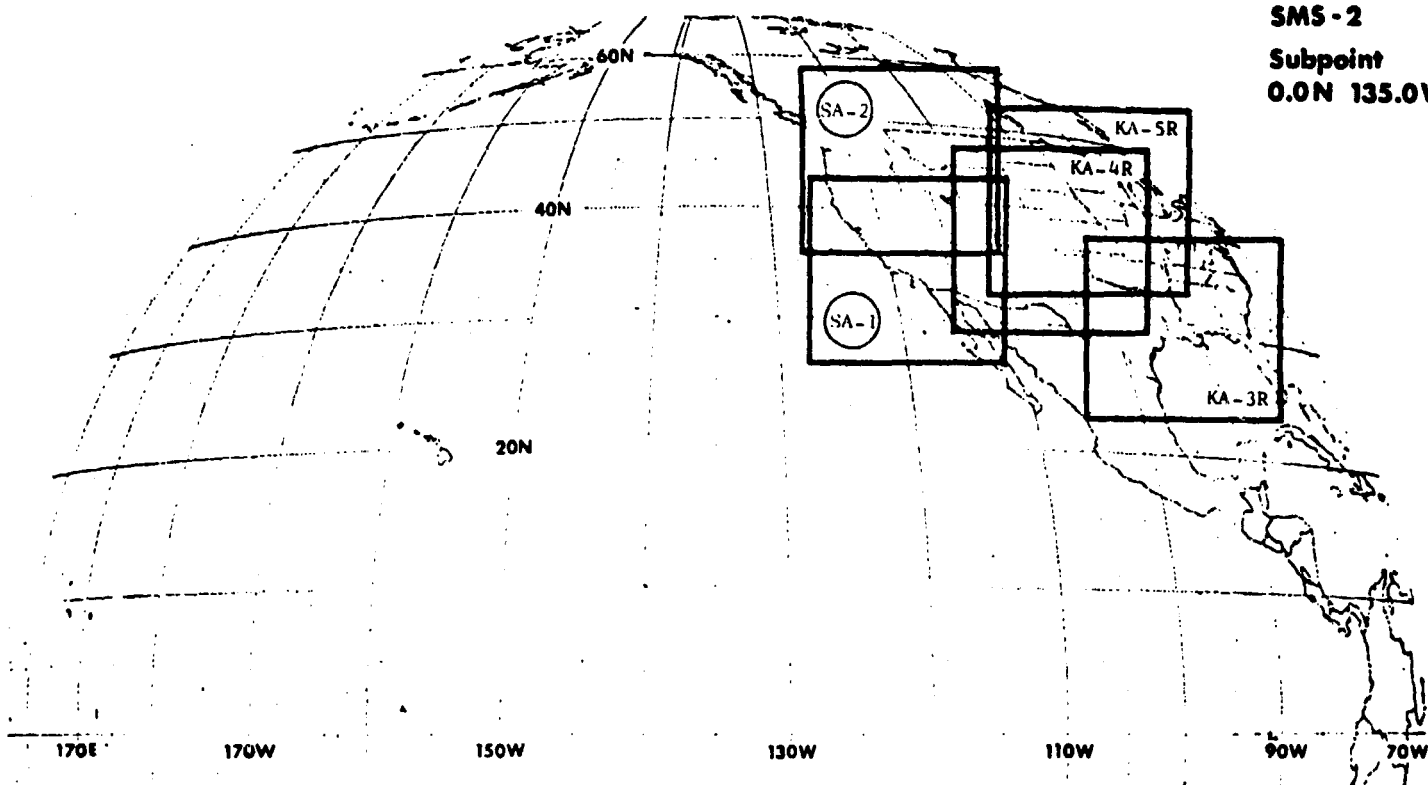 SMS-2
Subpoint
0.0N 135.0W
60N
SA-2
KA-5R
KA-4R
40N
SA-1
KA-3R
20N
170E 170W 150W 130W 110W 90W 70W